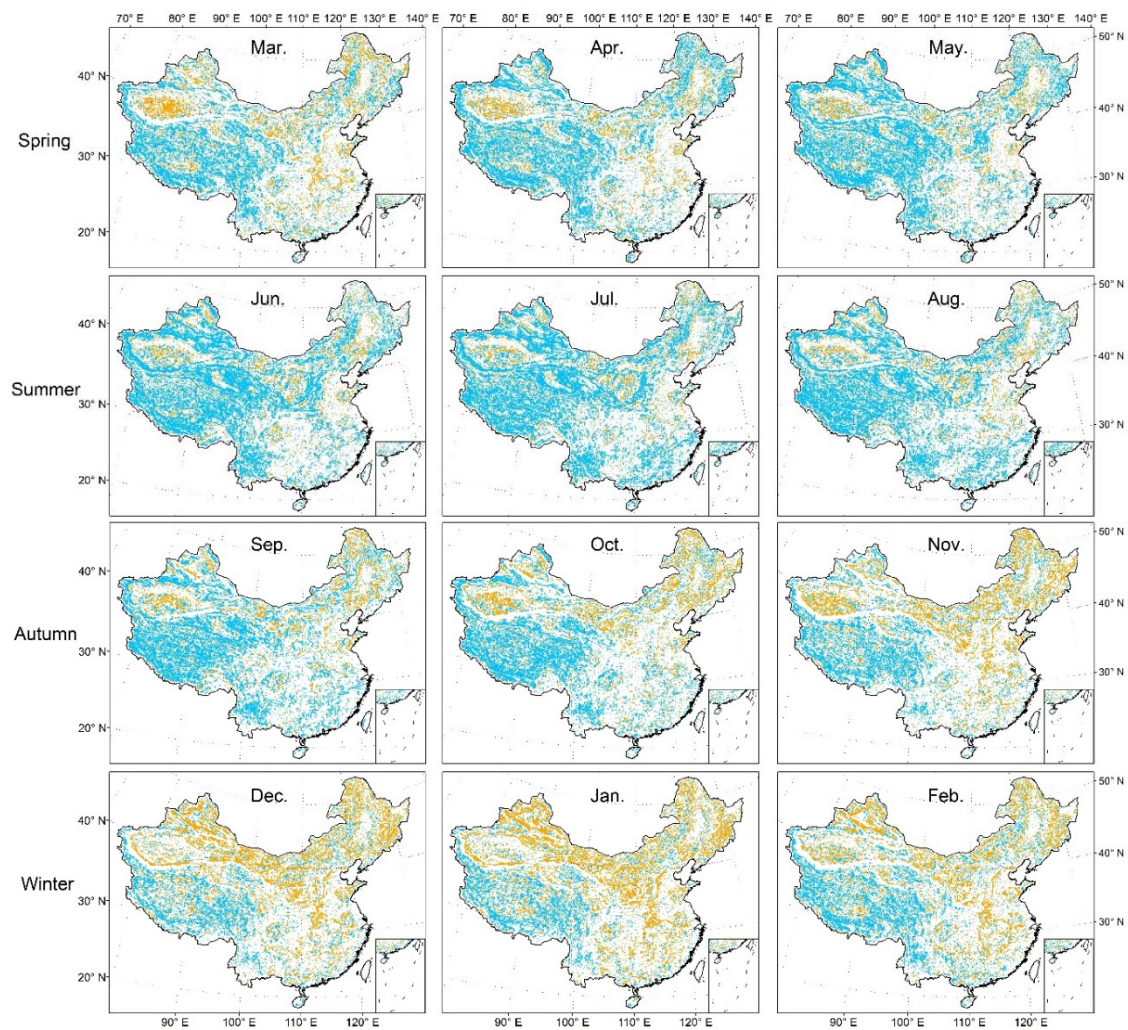 70° E 80° E 90° E 100° E 110° E 120° E 130° E 140° E 70° E 80° E 90° E 100° E 110° E 120° E 130° E 140° E 70° E 80° E 90° E 100° E 110° E 120° E 130° E 140° E
Mar. Apr. May.
50° N
40° N
40° N
Spring
30° N
30° N
20° N
Jun. Jul. Aug.
50° N
40° N
40° N
Summer
30° N
30° N
20° N
Sep. Oct. Nov.
50° N
40° N
40° N
Autumn
30° N
30° N
20° N
Dec. Jan. Feb.
50° N
40° N
40° N
Winter
30° N
30° N
20° N
90° E 100° E 110° E 120° E 90° E 100° E 110° E 120° E 90° E 100° E 110° E 120° E